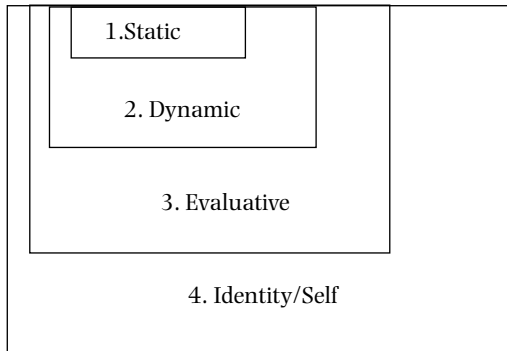 1.Static
2. Dynamic
3. Evaluative
4. Identity/Self